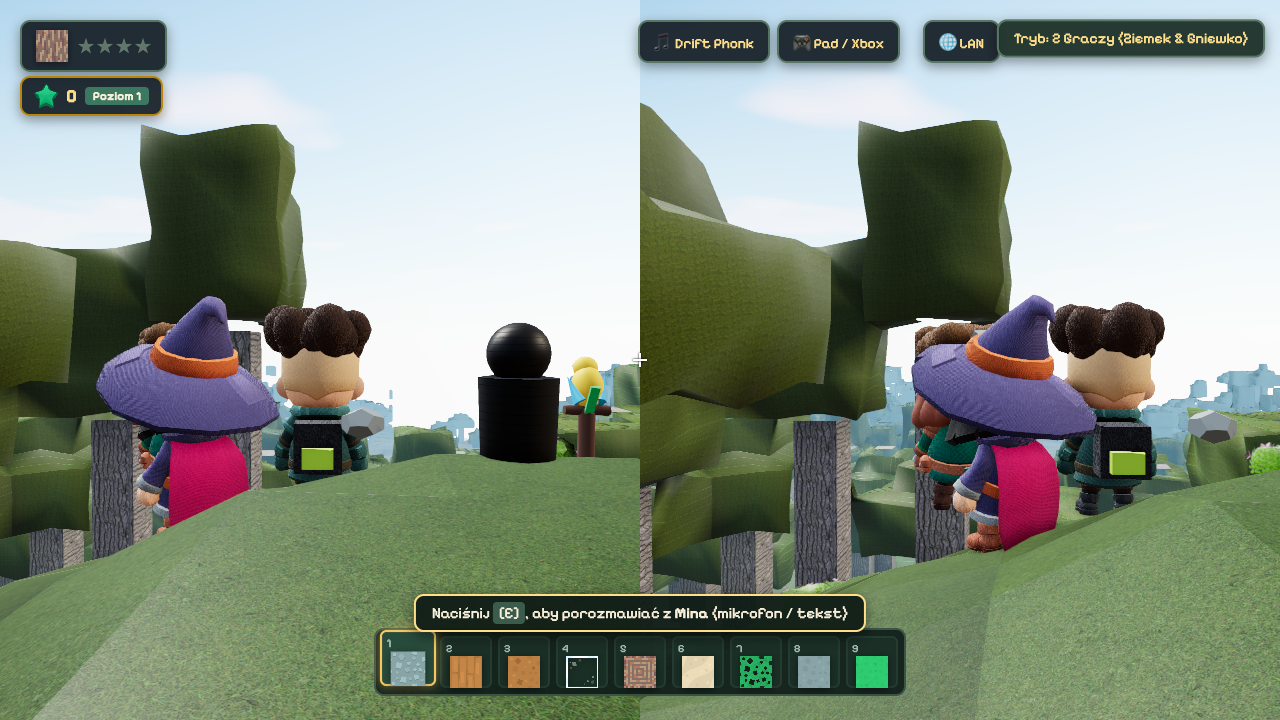 Drift Phonk
Pad / Xbox
LAN
Tryb: 2 Graczy (Ziemek & Gniewko)
0 Poziom 1
Naciśnij [E], aby porozmawiać z Mina (mikrofon / tekst)
1 2 3 4 5 6 7 8 9